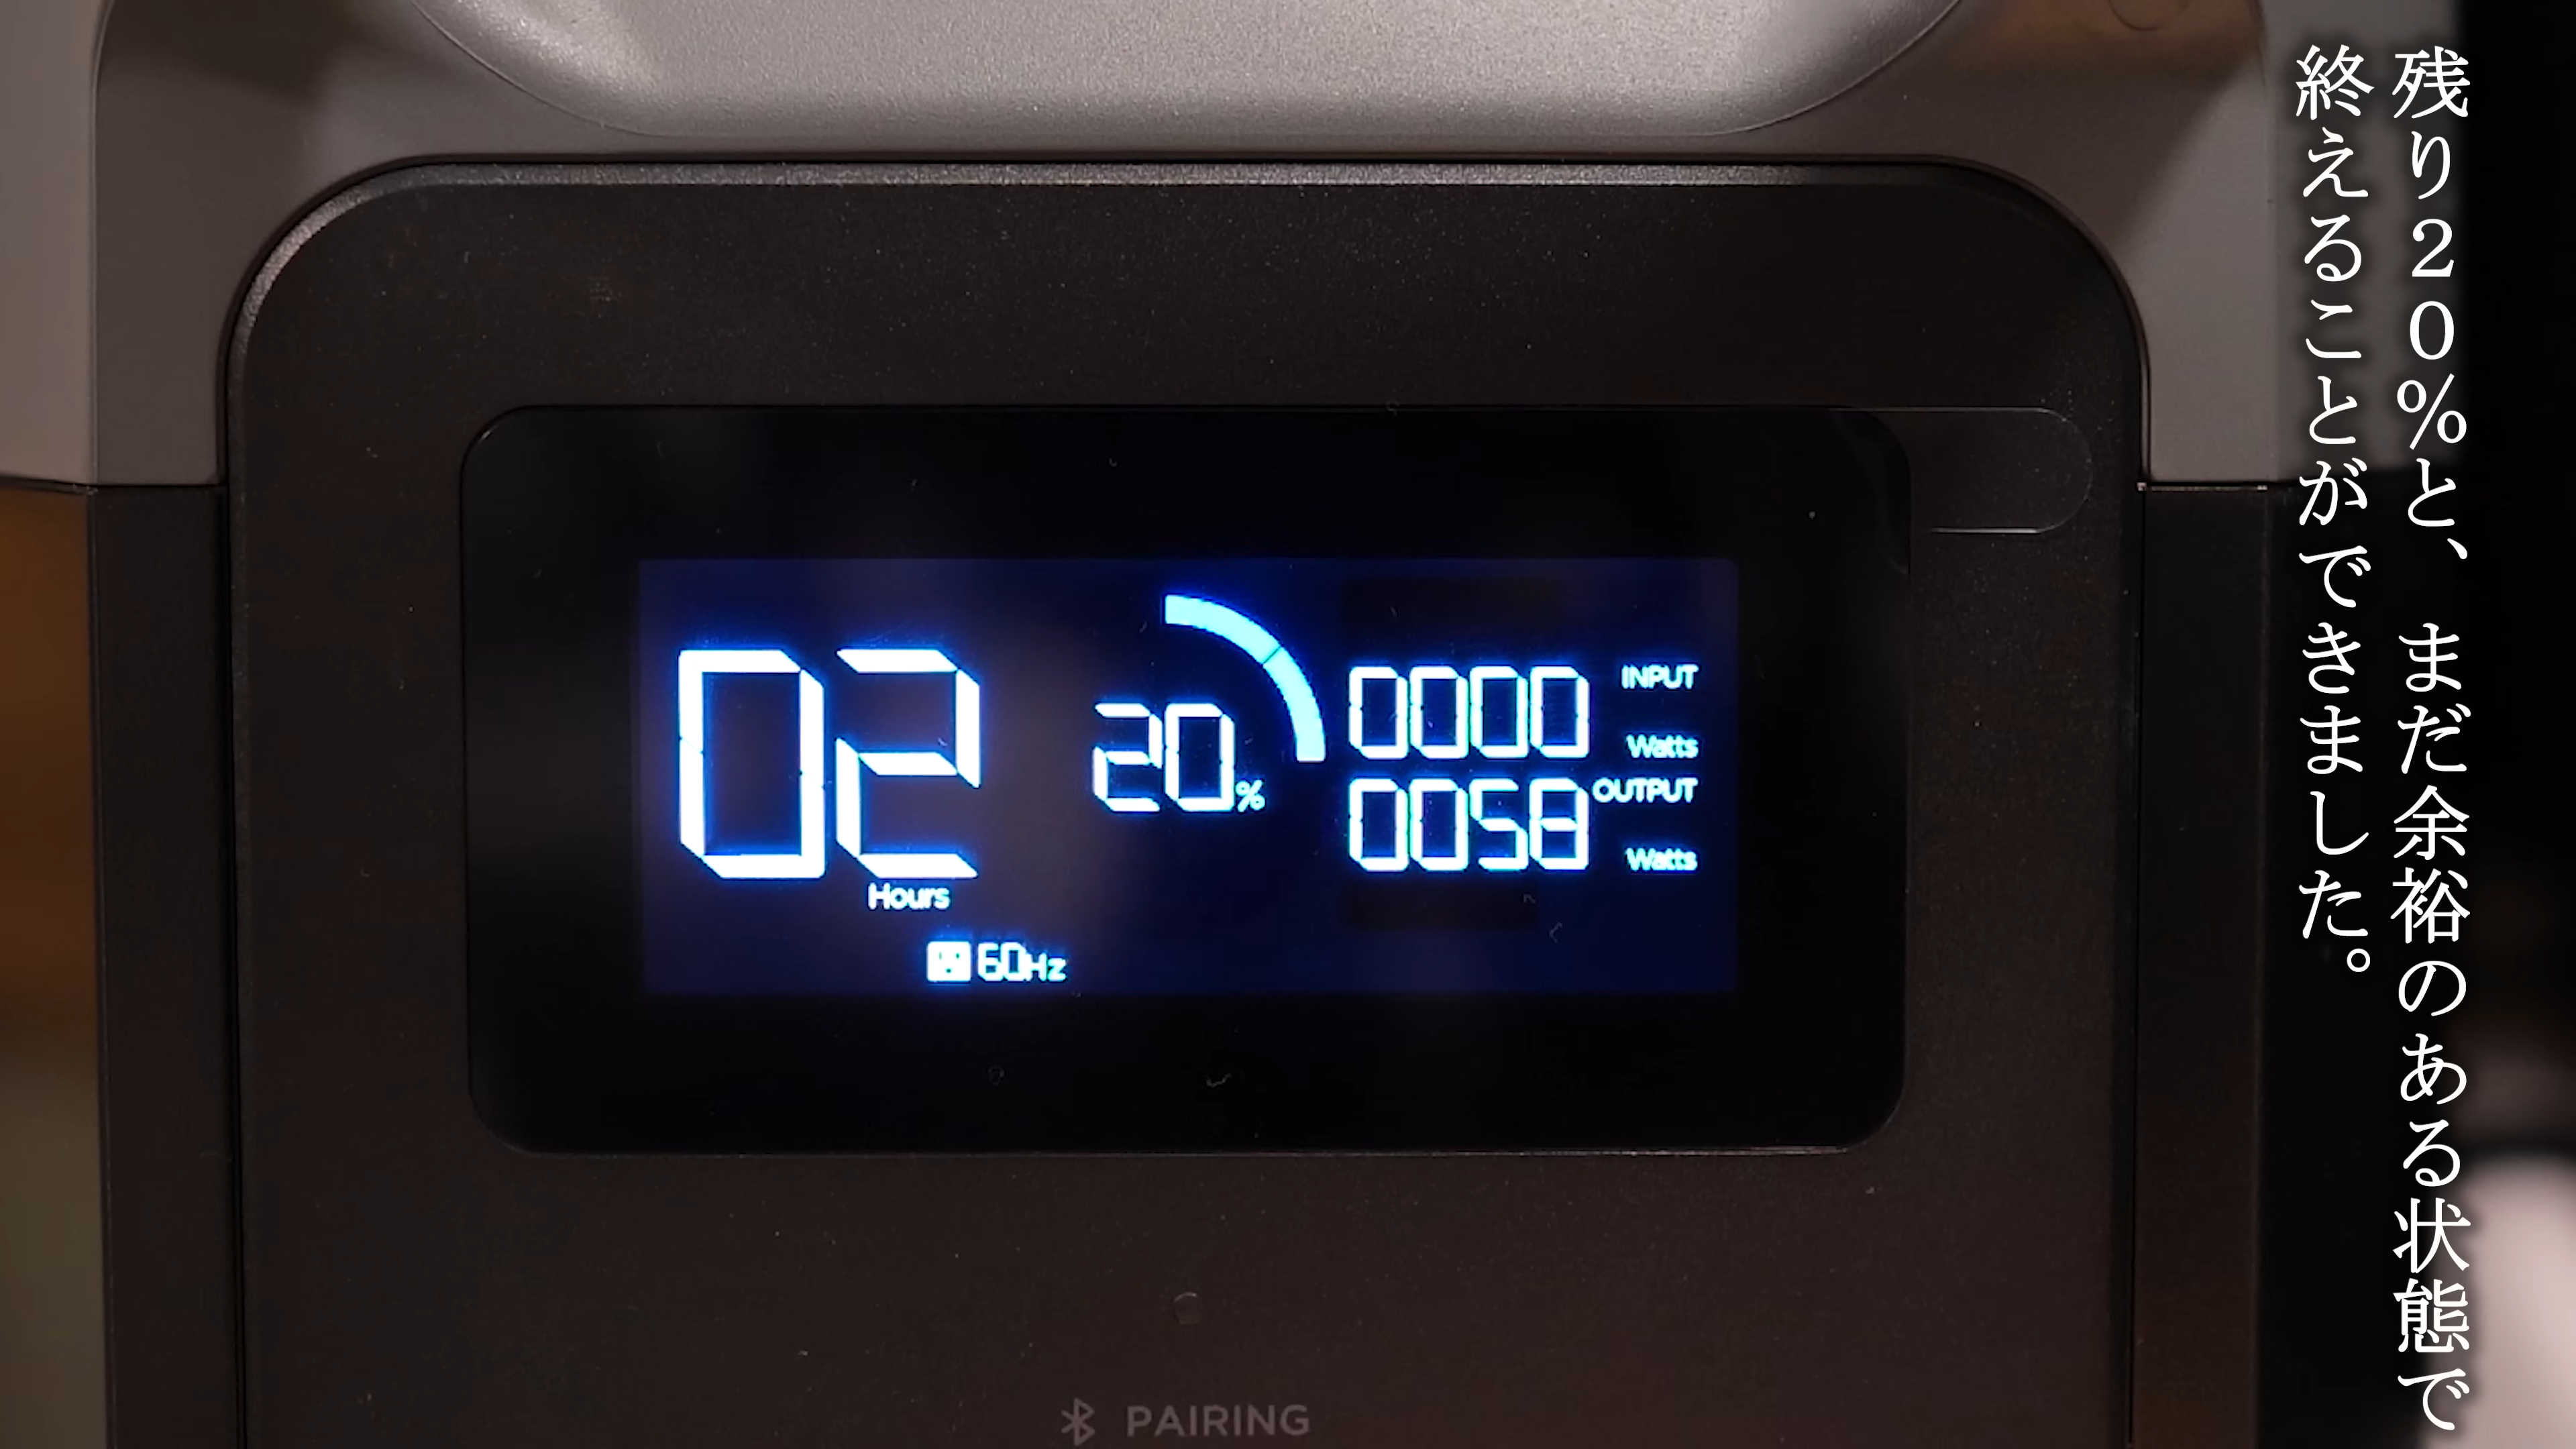 残り２０％と、まだ余裕のある状態で
終えることができました。
02
Hours
20%
0000 INPUT
Watts
0058 OUTPUT
Watts
60Hz
PAIRING